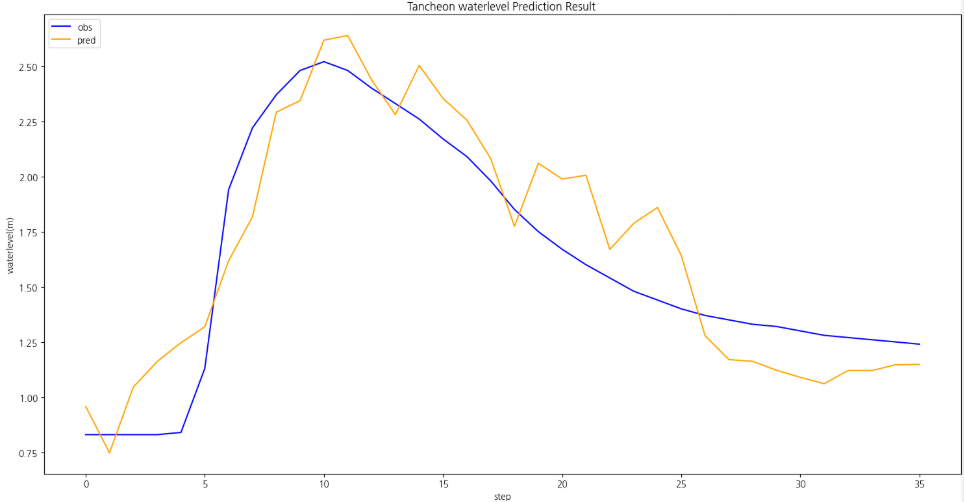 Tancheon waterlevel Prediction Result
obs
pred
waterlevel(m)
2.50
2.25
2.00
1.75
1.50
1.25
1.00
0.75
0 5 10 15 20 25 30 35
step